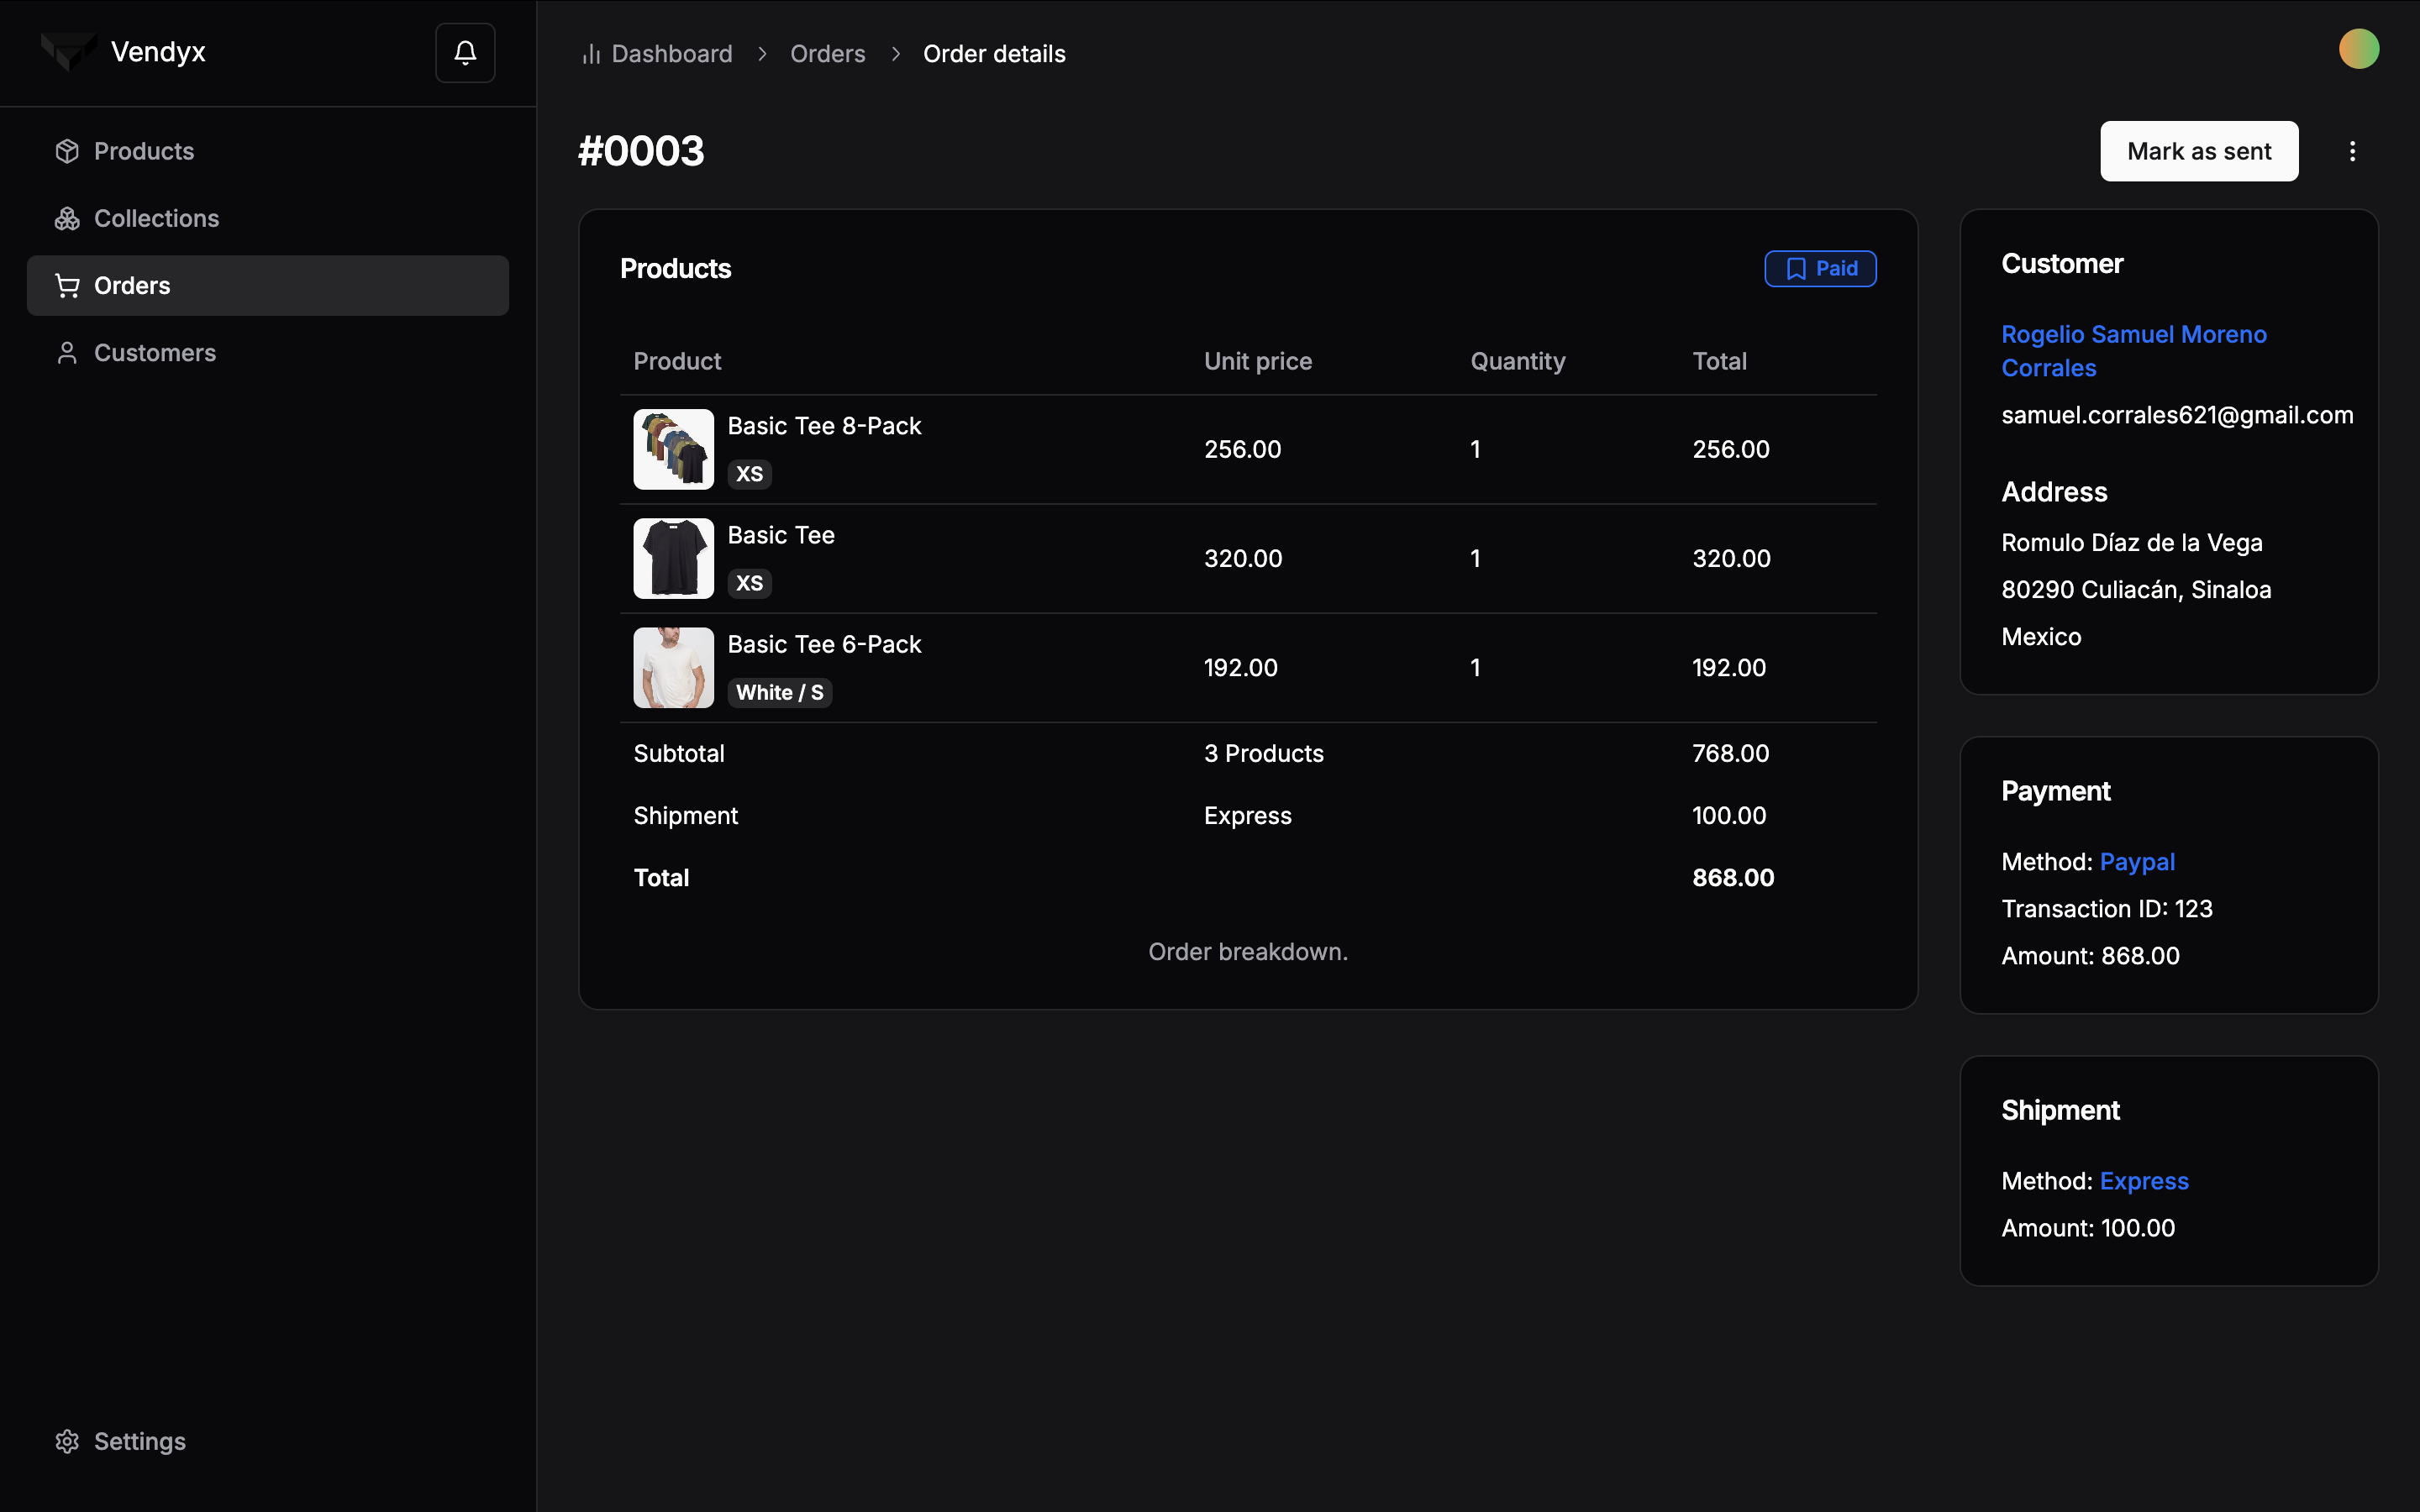 Vendyx
Products
Collections
Orders
Customers
Settings
Dashboard > Orders > Order details
#0003
Mark as sent
Products
Paid
Product Unit price Quantity Total
Basic Tee 8-Pack
XS
256.00 1 256.00
Basic Tee
XS
320.00 1 320.00
Basic Tee 6-Pack
White / S
192.00 1 192.00
Subtotal 3 Products 768.00
Shipment Express 100.00
Total 868.00
Order breakdown.
Customer
Rogelio Samuel Moreno
Corrales
samuel.corrales621@gmail.com
Address
Romulo Díaz de la Vega
80290 Culiacán, Sinaloa
Mexico
Payment
Method: Paypal
Transaction ID: 123
Amount: 868.00
Shipment
Method: Express
Amount: 100.00